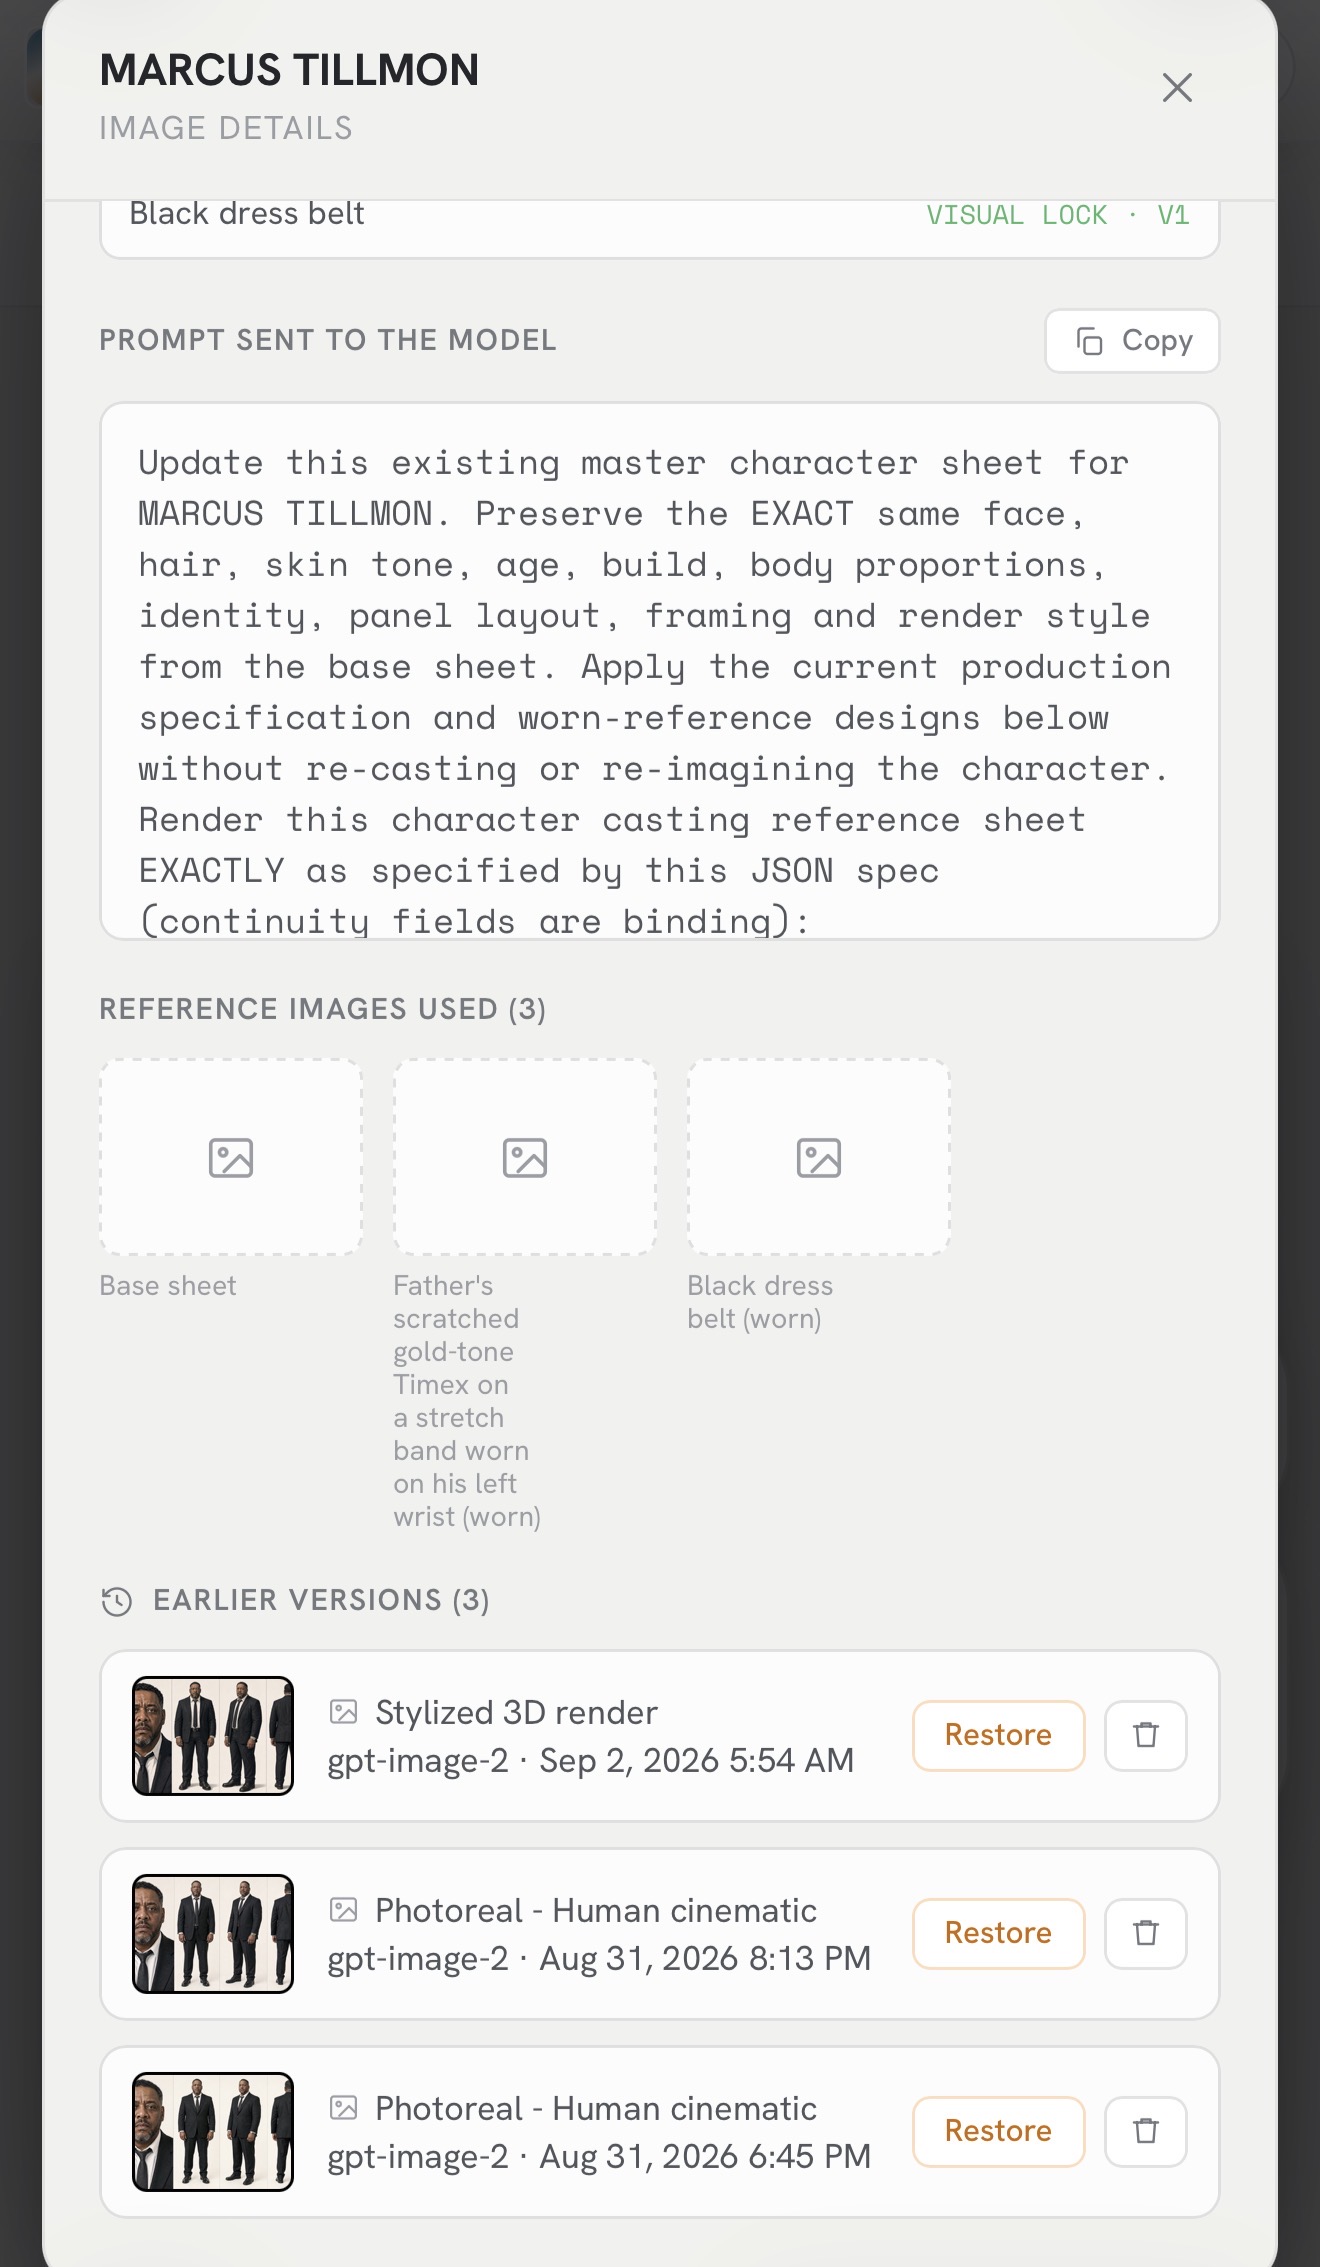 MARCUS TILLMON
IMAGE DETAILS
Black dress belt
VISUAL LOCK · V1
PROMPT SENT TO THE MODEL
Copy
Update this existing master character sheet for
MARCUS TILLMON. Preserve the EXACT same face,
hair, skin tone, age, build, body proportions,
identity, panel layout, framing and render style
from the base sheet. Apply the current production
specification and worn-reference designs below
without re-casting or re-imagining the character.
Render this character casting reference sheet
EXACTLY as specified by this JSON spec
(continuity fields are binding):
REFERENCE IMAGES USED (3)
Base sheet
Father's
scratched
gold-tone
Timex on
a stretch
band worn
on his left
wrist (worn)
Black dress
belt (worn)
EARLIER VERSIONS (3)
Stylized 3D render
gpt-image-2 · Sep 2, 2026 5:54 AM
Restore
Photoreal - Human cinematic
gpt-image-2 · Aug 31, 2026 8:13 PM
Restore
Photoreal - Human cinematic
gpt-image-2 · Aug 31, 2026 6:45 PM
Restore